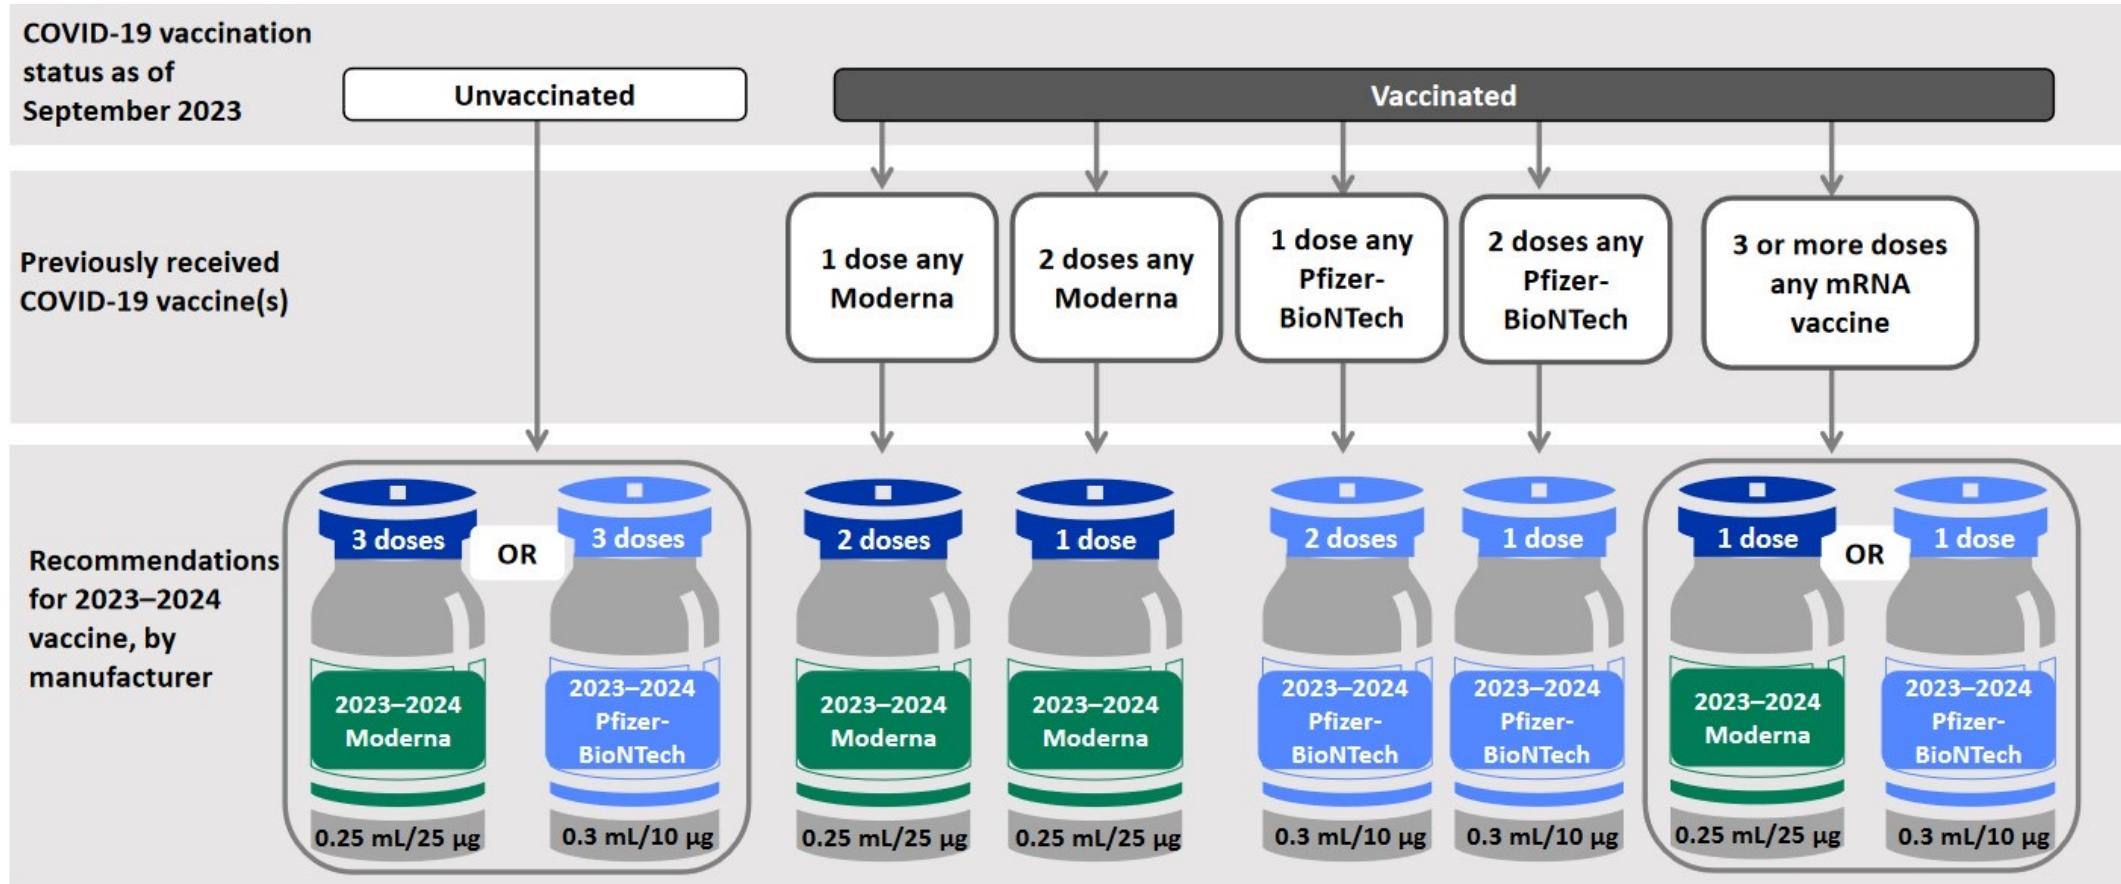 COVID-19 vaccination
status as of
September 2023
Unvaccinated
Vaccinated
Previously received
COVID-19 vaccine(s)
1 dose any
Moderna
2 doses any
Moderna
1 dose any
Pfizer-
BioNTech
2 doses any
Pfizer-
BioNTech
3 or more doses
any mRNA
vaccine
Recommendations
for 2023–2024
vaccine, by
manufacturer
3 doses
2023–2024
Moderna
0.25 mL/25 µg
OR
3 doses
2023–2024
Pfizer-
BioNTech
0.3 mL/10 µg
2 doses
2023–2024
Moderna
0.25 mL/25 µg
1 dose
2023–2024
Moderna
0.25 mL/25 µg
2 doses
2023–2024
Pfizer-
BioNTech
0.3 mL/10 µg
1 dose
2023–2024
Pfizer-
BioNTech
0.3 mL/10 µg
1 dose
2023–2024
Moderna
0.25 mL/25 µg
OR
1 dose
2023–2024
Pfizer-
BioNTech
0.3 mL/10 µg